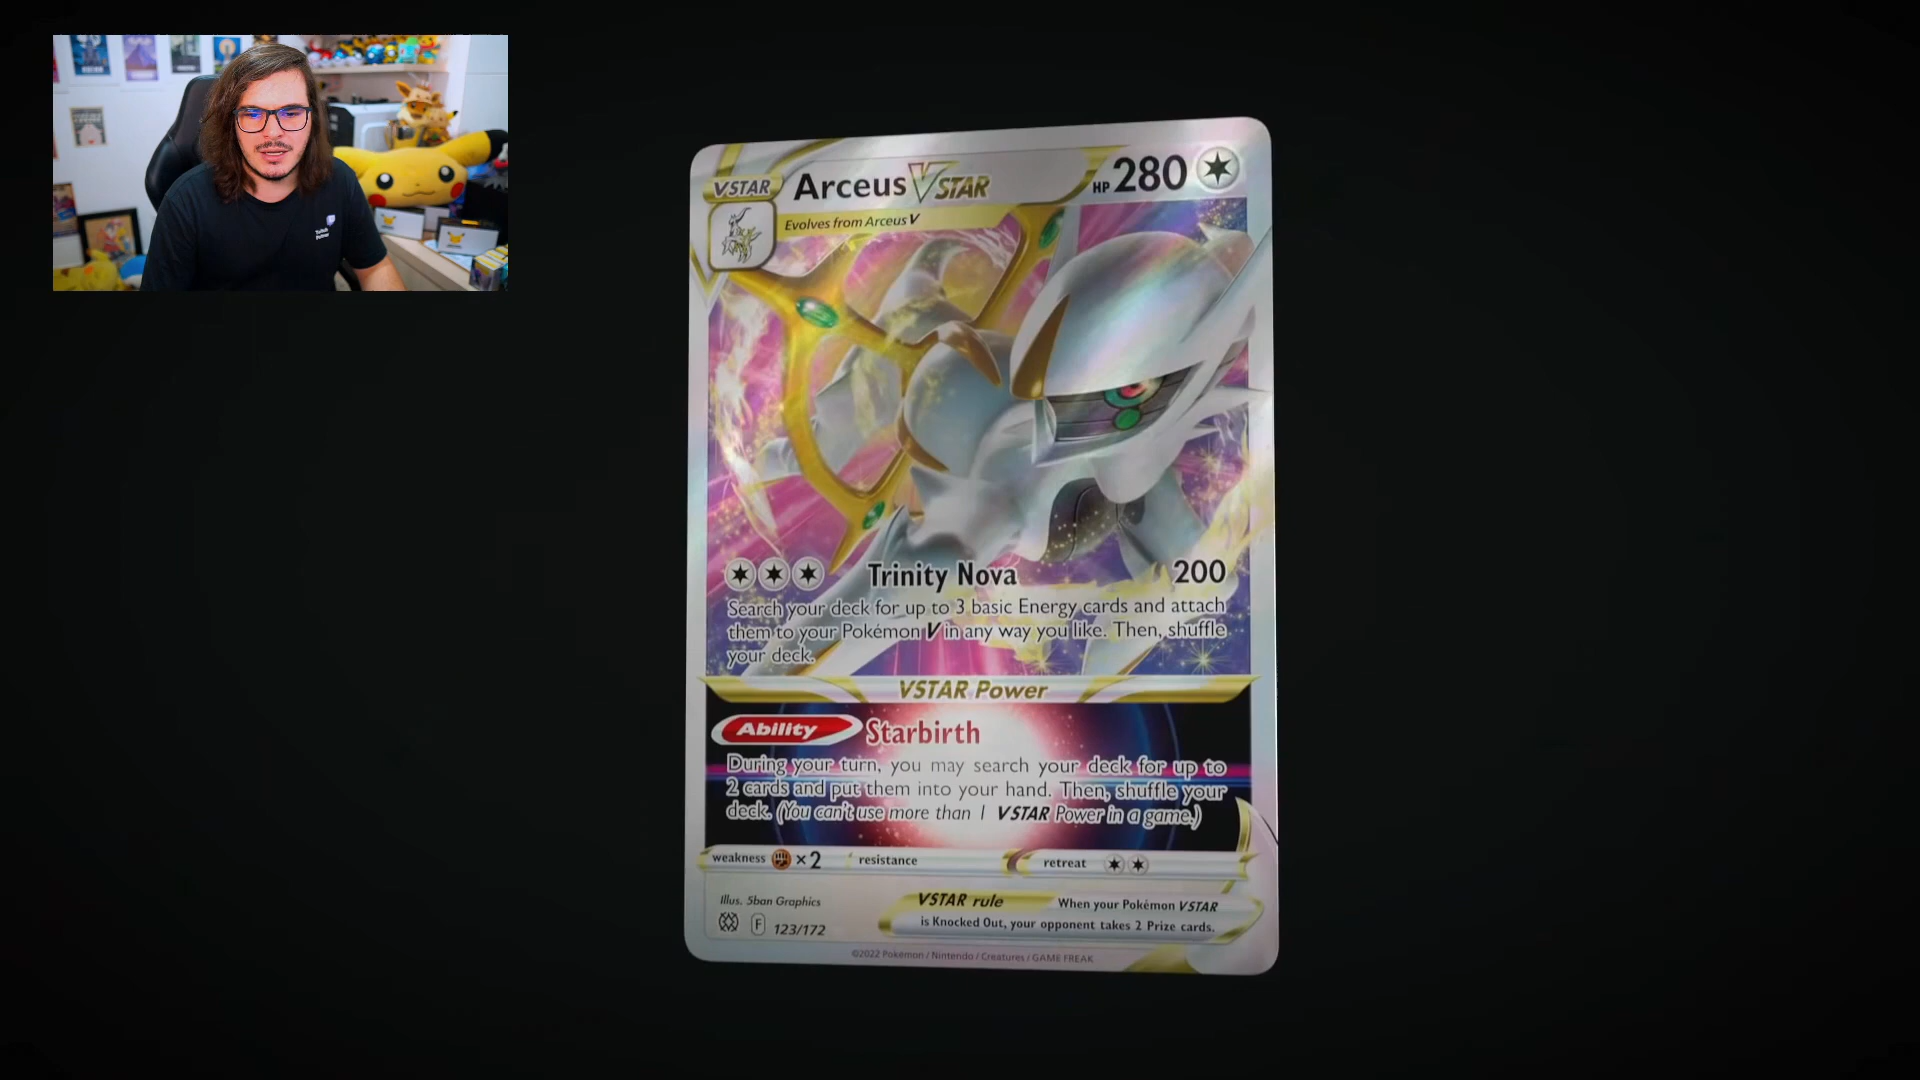 VSTAR Arceus VSTAR HP 280
Evolves from Arceus V
Trinity Nova 200
Search your deck for up to 3 basic Energy cards and attach
them to your Pokémon V in any way you like. Then, shuffle
your deck.
VSTAR Power
Ability Starbirth
During your turn, you may search your deck for up to
2 cards and put them into your hand. Then, shuffle your
deck. (You can't use more than 1 VSTAR Power in a game.)
weakness ×2 resistance retreat
Illus. 5ban Graphics
F 123/172
VSTAR rule When your Pokémon VSTAR
is Knocked Out, your opponent takes 2 Prize cards.
©2022 Pokémon / Nintendo / Creatures / GAME FREAK